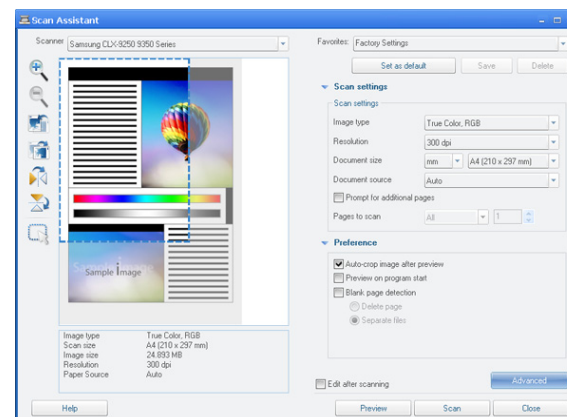 Scan Assistant
Scanner Samsung CLX-9250 9350 Series
Favorites: Factory Settings
Set as default Save Delete
Scan settings
Scan settings
Image type True Color, RGB
Resolution 300 dpi
Document size mm A4 (210 x 297 mm)
Document source Auto
Prompt for additional pages
Pages to scan All 1
Preference
Auto-crop image after preview
Preview on program start
Blank page detection
Delete page
Separate files
Sample Image
Sample image
Image type True Color, RGB
Scan size A4 (210 x 297 mm)
Image size 24.893 MB
Resolution 300 dpi
Paper Source Auto
Edit after scanning Advanced
Help Preview Scan Close